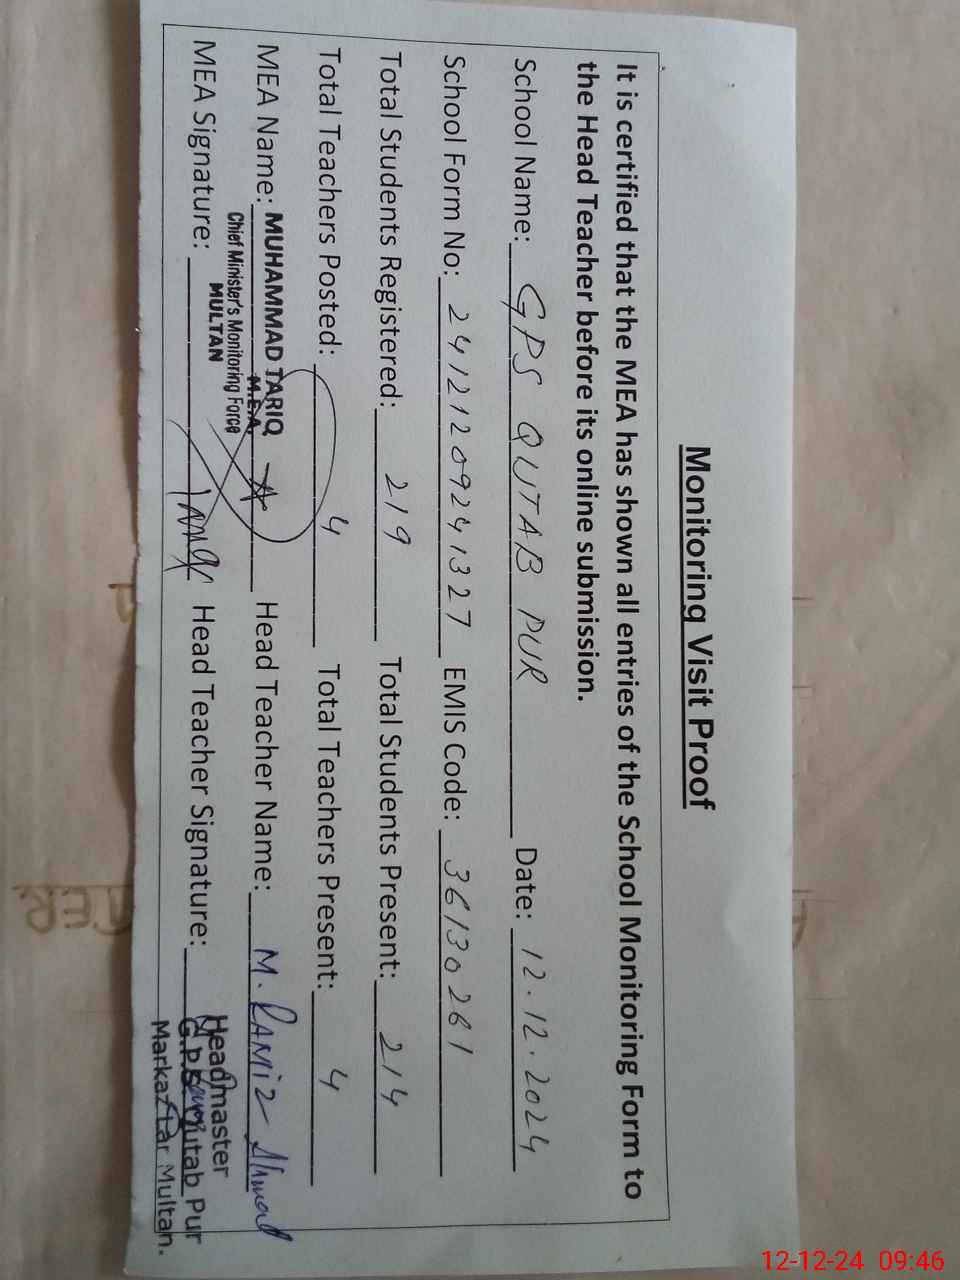 Monitoring Visit Proof
It is certified that the MEA has shown all entries of the School Monitoring Form to
the Head Teacher before its online submission.
School Name: GPS QUTAB PUR Date: 12.12.2024
School Form No: 24121209241327 EMIS Code: 36130261
Total Students Registered: 219 Total Students Present: 214
Total Teachers Posted: 4 Total Teachers Present: 4
MEA Name: MUHAMMAD TARIQ Head Teacher Name: M. RAMiZ Ahmad
M.E.A.
Chief Minister's Monitoring Force
MULTAN
MEA Signature: Head Teacher Signature:
Headmaster
G.P.S Qutab Pur
Markaz Lar Multan.
12-12-24 09:46